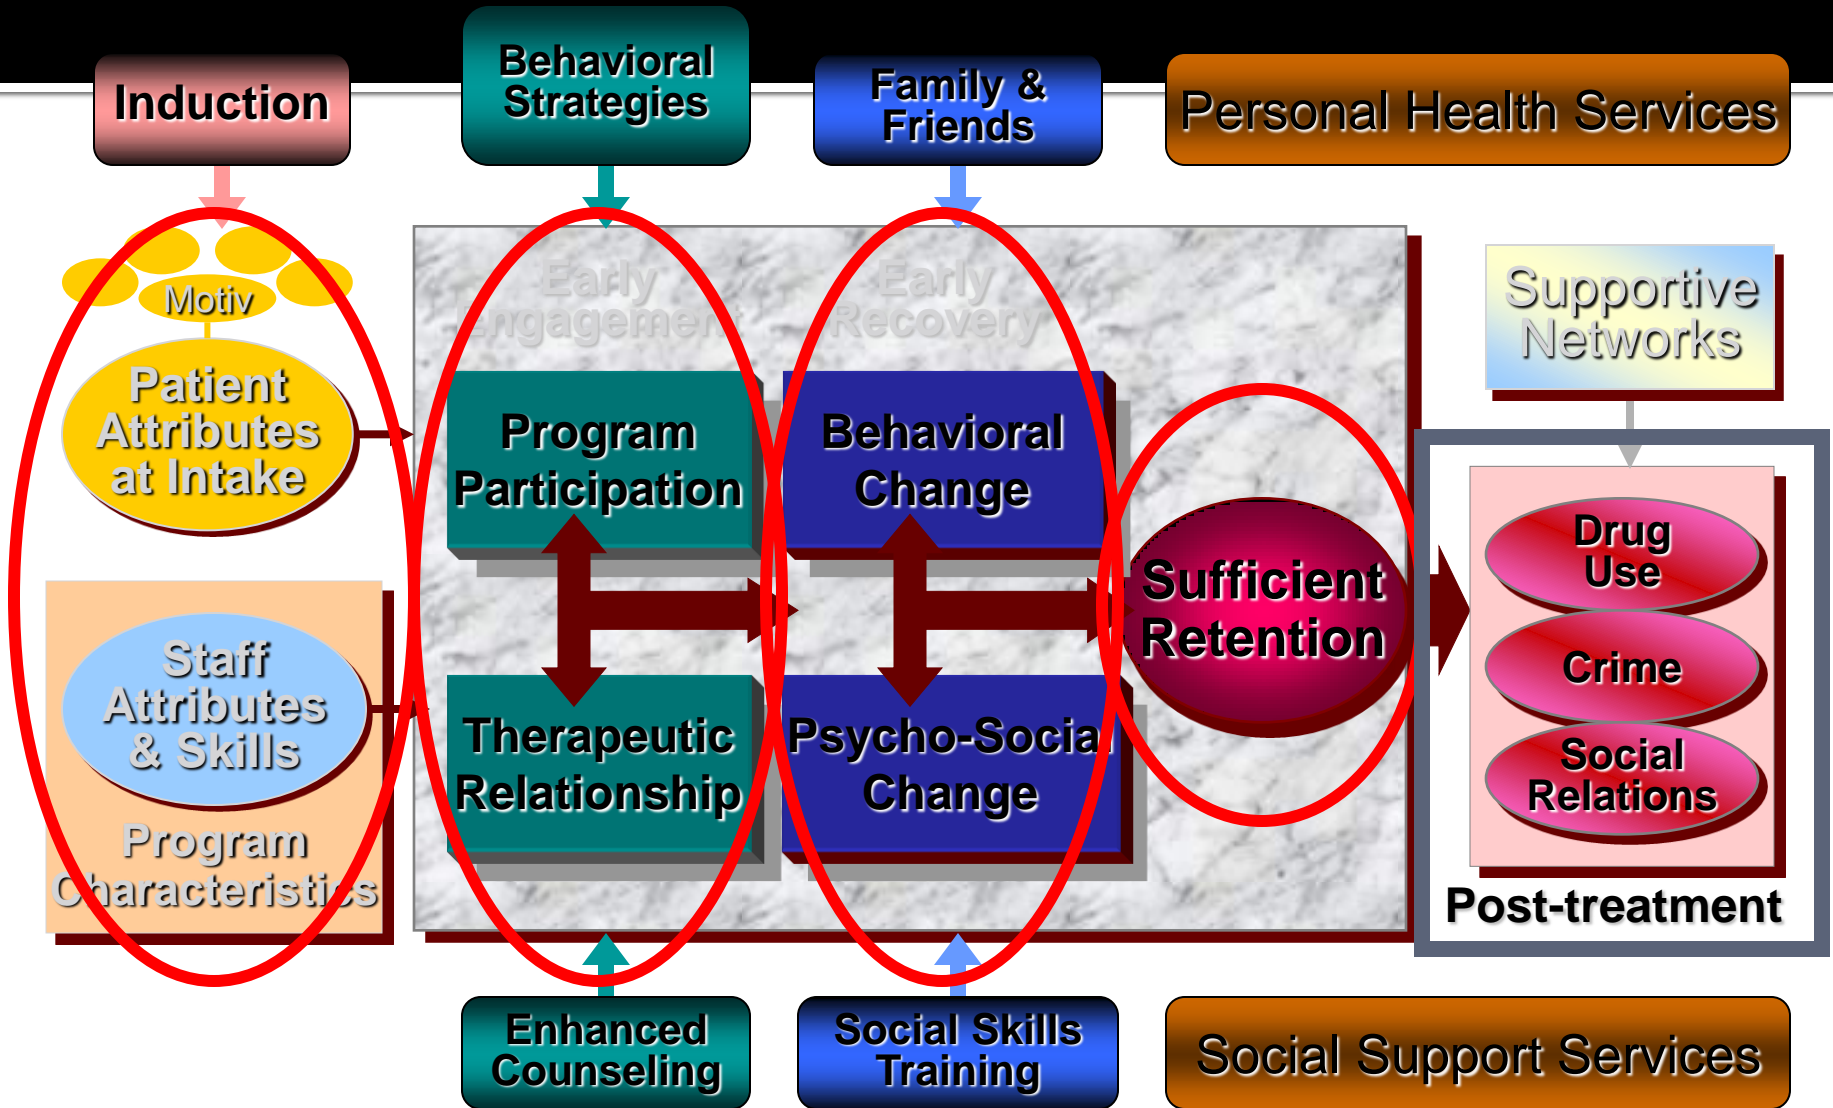 Induction
Behavioral
Strategies
Family &
Friends
Personal Health Services
Motiv
Patient
Attributes
at Intake
Staff
Attributes
& Skills
Program
Characteristics
Early
Engagement
Early
Recovery
Program
Participation
Behavioral
Change
Therapeutic
Relationship
Psycho-Social
Change
Sufficient
Retention
Supportive
Networks
Drug
Use
Crime
Social
Relations
Post-treatment
Enhanced
Counseling
Social Skills
Training
Social Support Services